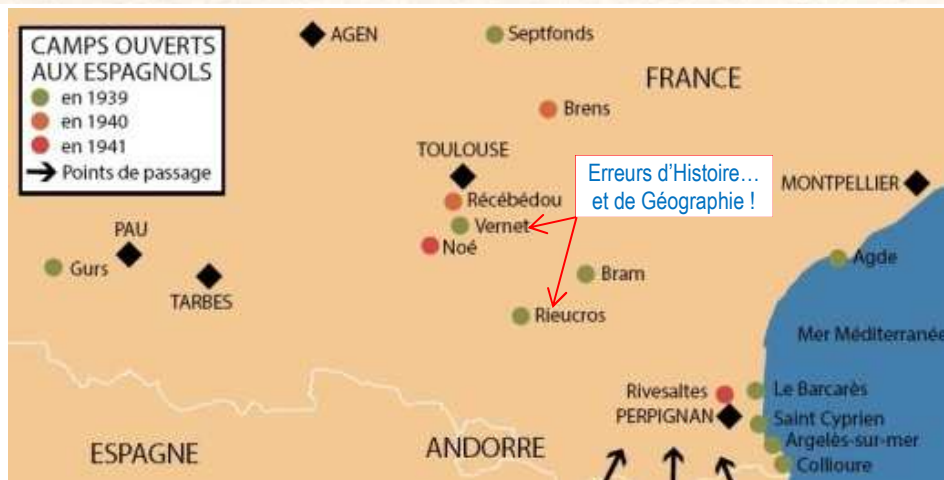 CAMPS OUVERTS
AUX ESPAGNOLS
en 1939
en 1940
en 1941
Points de passage
AGEN
Septfonds
FRANCE
Brens
TOULOUSE
Erreurs d'Histoire…
et de Géographie !
MONTPELLIER
Récébédou
Vernet
Noé
PAU
Gurs
TARBES
Bram
Agde
Rieucros
Mer Méditerranée
Rivesaltes
Le Barcarès
PERPIGNAN
Saint Cyprien
Argelès-sur-mer
Collioure
ESPAGNE
ANDORRE